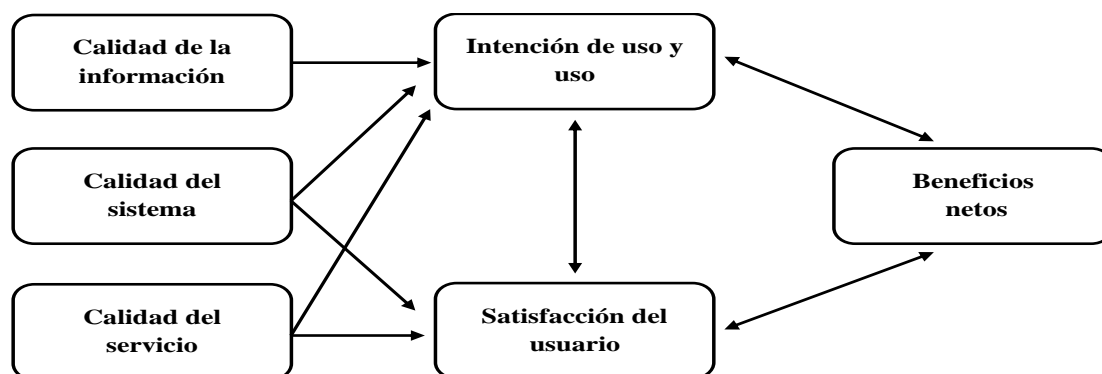 Calidad de la
información
Intención de uso y
uso
Calidad del
sistema
Beneficios
netos
Calidad del
servicio
Satisfacción del
usuario